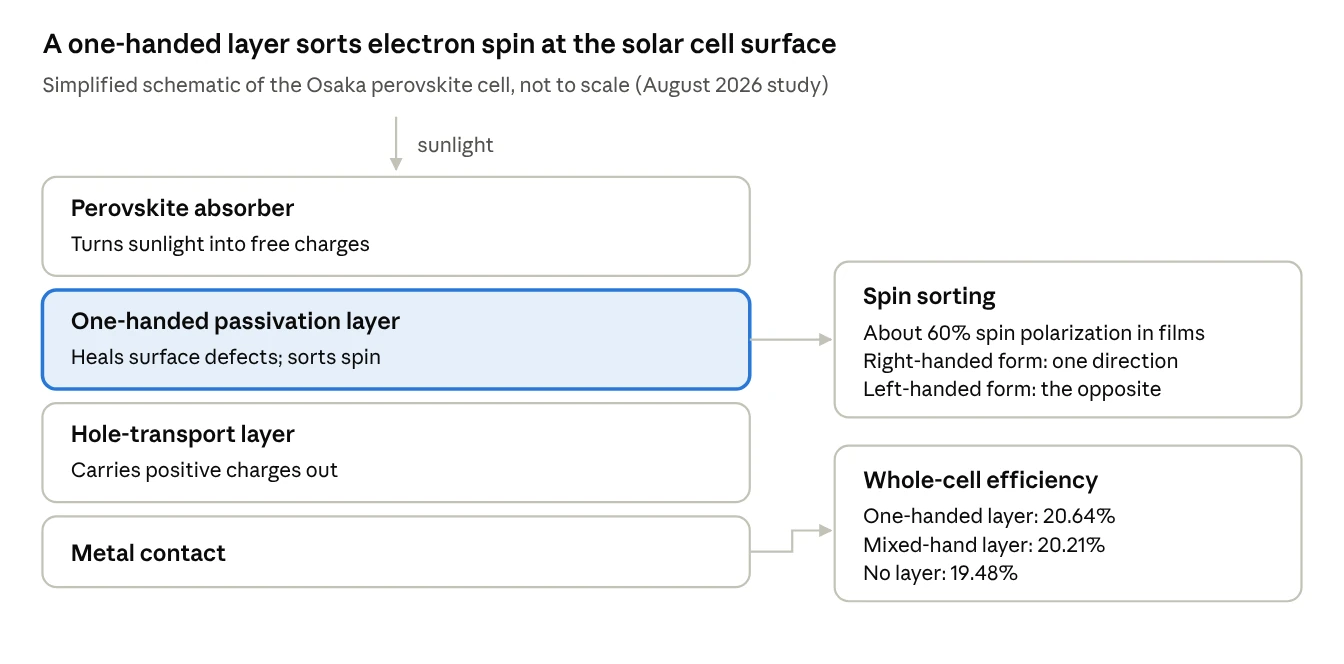 A one-handed layer sorts electron spin at the solar cell surface
Simplified schematic of the Osaka perovskite cell, not to scale (August 2026 study)
sunlight
Perovskite absorber
Turns sunlight into free charges
One-handed passivation layer
Heals surface defects; sorts spin
Hole-transport layer
Carries positive charges out
Metal contact
Spin sorting
About 60% spin polarization in films
Right-handed form: one direction
Left-handed form: the opposite
Whole-cell efficiency
One-handed layer: 20.64%
Mixed-hand layer: 20.21%
No layer: 19.48%